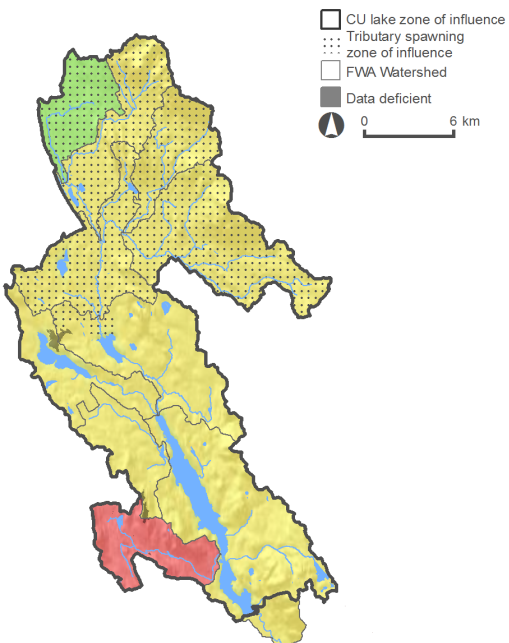 CU lake zone of influence
Tributary spawning
zone of influence
FWA Watershed
Data deficient
0 6 km